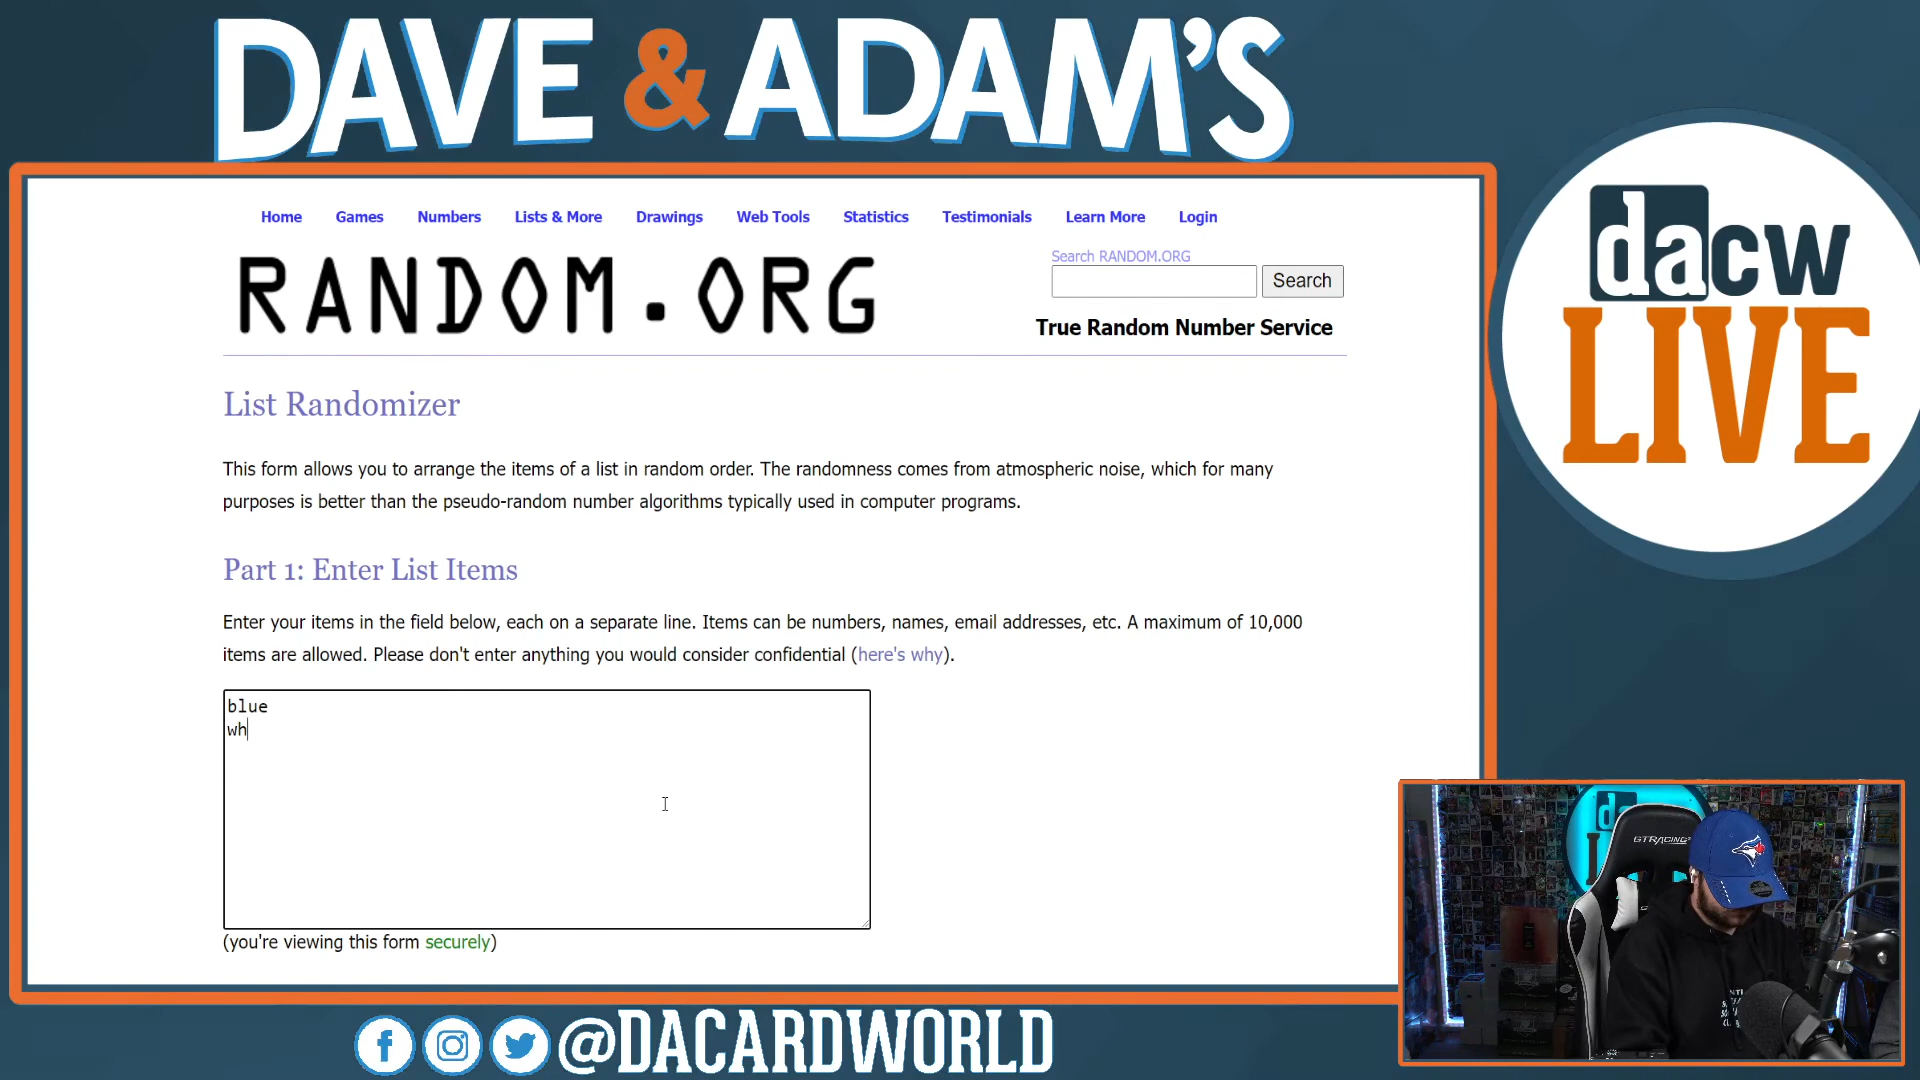 DAVE & ADAM'S
Home Games Numbers Lists & More Drawings Web Tools Statistics Testimonials Learn More Login
RANDOM.ORG
Search RANDOM.ORG
Search
True Random Number Service
List Randomizer
This form allows you to arrange the items of a list in random order. The randomness comes from atmospheric noise, which for many
purposes is better than the pseudo-random number algorithms typically used in computer programs.
Part 1: Enter List Items
Enter your items in the field below, each on a separate line. Items can be numbers, names, email addresses, etc. A maximum of 10,000
items are allowed. Please don't enter anything you would consider confidential (here's why).
blue
wh
(you're viewing this form securely)
dacw
LIVE
GTRACING
@DACARDWORLD